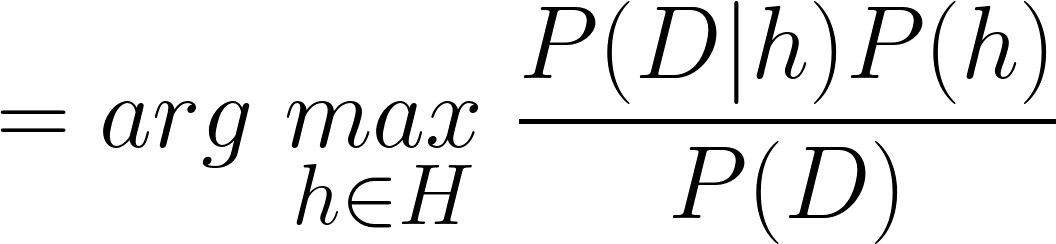 = arg max h∈H P(D|h)P(h) / P(D)